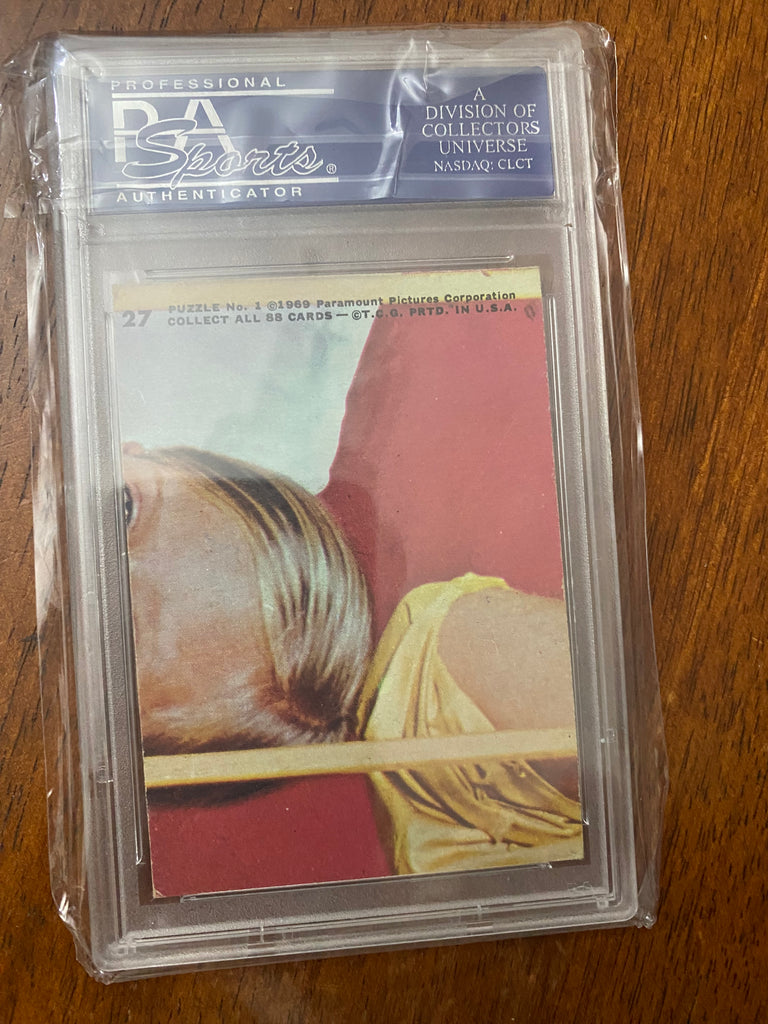 PROFESSIONAL
PSA
Sports®
AUTHENTICATOR
A
DIVISION OF
COLLECTORS
UNIVERSE
NASDAQ: CLCT
27
PUZZLE No. 1 ©1969 Paramount Pictures Corporation
COLLECT ALL 88 CARDS — ©T.C.G. PRTD. IN U.S.A.